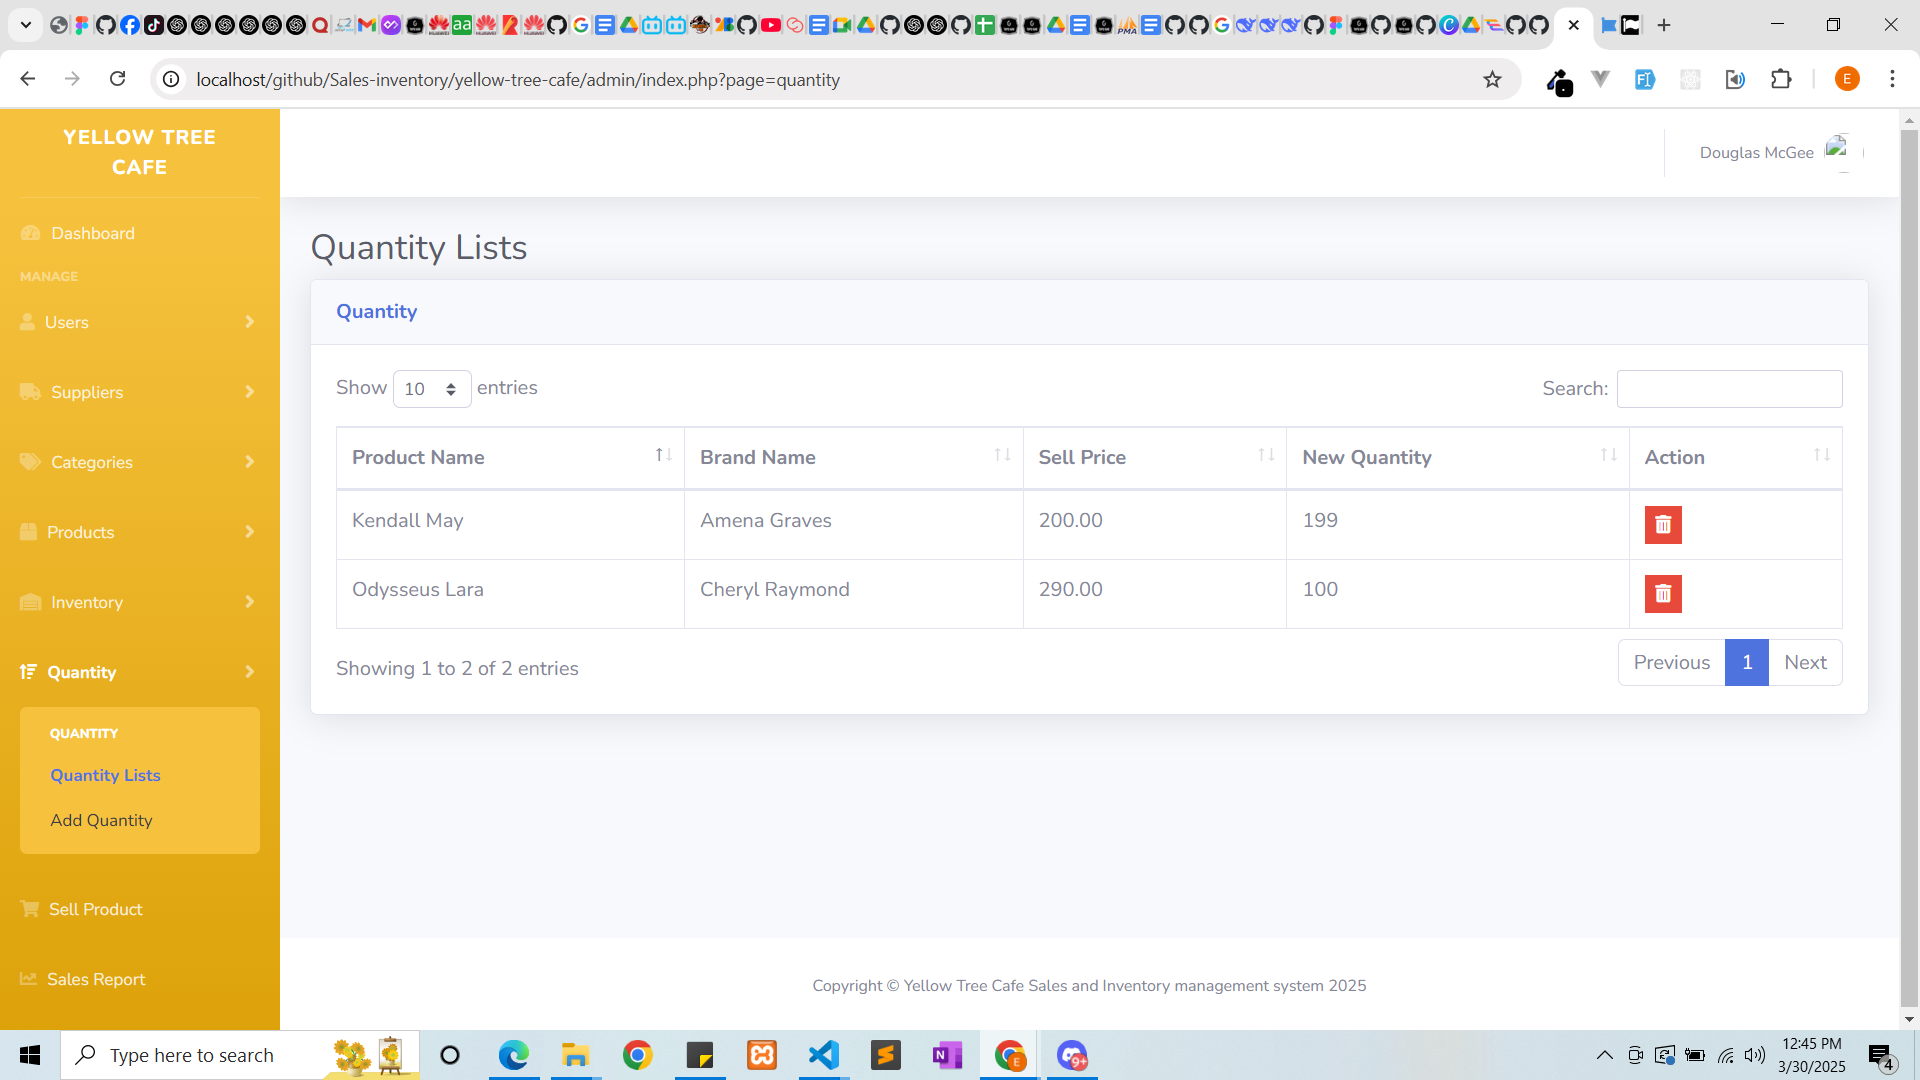 localhost/github/Sales-inventory/yellow-tree-cafe/admin/index.php?page=quantity
E
YELLOW TREE
CAFE
Douglas McGee
Dashboard
MANAGE
Users
Suppliers
Categories
Products
Inventory
Quantity
QUANTITY
Quantity Lists
Add Quantity
Sell Product
Sales Report
Quantity Lists
Quantity
Show 10 entries
Search:
Product Name Brand Name Sell Price New Quantity Action
Kendall May Amena Graves 200.00 199
Odysseus Lara Cheryl Raymond 290.00 100
Showing 1 to 2 of 2 entries
Previous 1 Next
Copyright © Yellow Tree Cafe Sales and Inventory management system 2025
Type here to search
E
9+
12:45 PM
3/30/2025
4